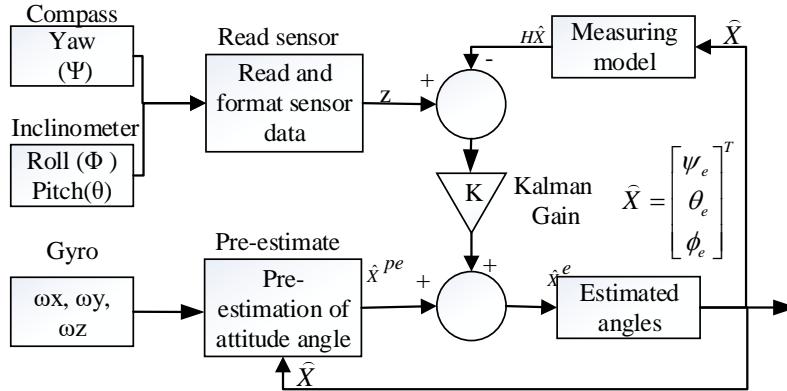 Compass
Yaw
(Ψ)
Inclinometer
Roll (Φ )
Pitch(θ)
Read sensor
Read and
format sensor
data
z
+
-
HX̂
Measuring
model
X̂
K
Kalman
Gain
X̂ = [ψₑ θₑ ϕₑ]ᵀ
Gyro
ωx, ωy,
ωz
Pre-estimate
Pre-
estimation of
attitude angle
X̂ᵖᵉ
+
+
X̂ᵉ
Estimated
angles
X̂